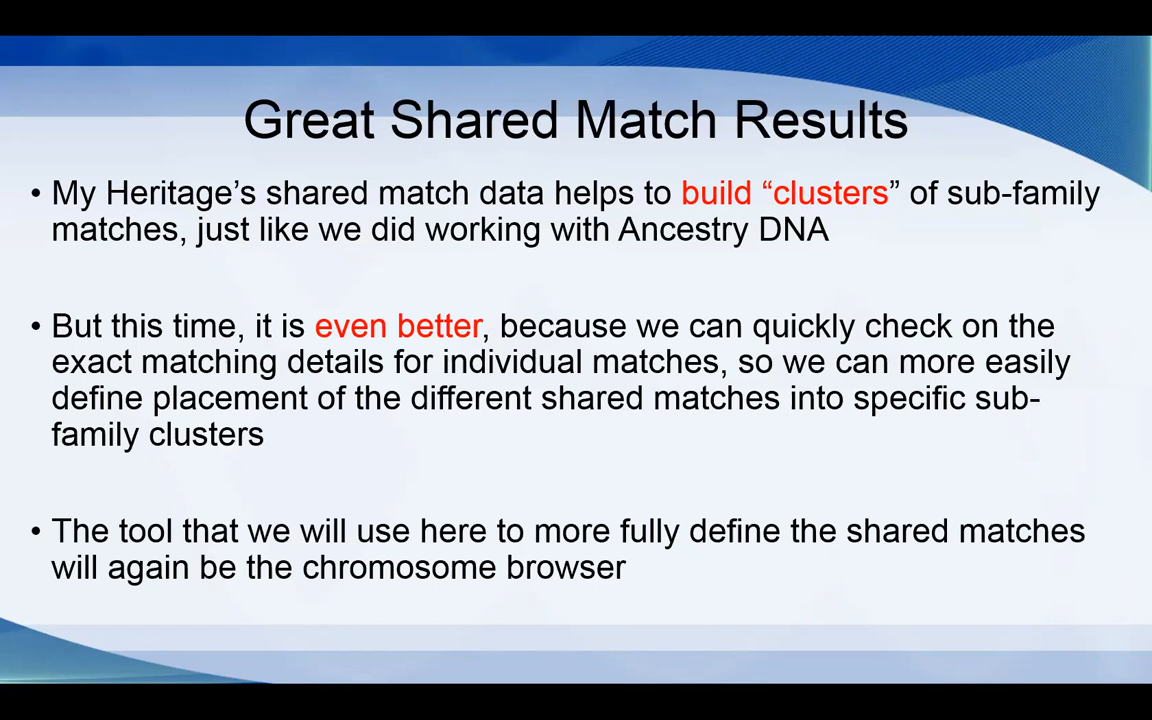 Great Shared Match Results
• My Heritage’s shared match data helps to build “clusters” of sub-family
matches, just like we did working with Ancestry DNA
• But this time, it is even better, because we can quickly check on the
exact matching details for individual matches, so we can more easily
define placement of the different shared matches into specific sub-
family clusters
• The tool that we will use here to more fully define the shared matches
will again be the chromosome browser